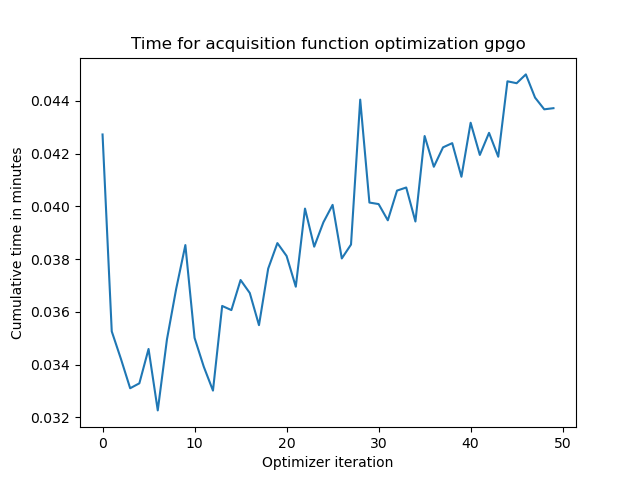 Time for acquisition function optimization gpgo
Cumulative time in minutes
0.044
0.042
0.040
0.038
0.036
0.034
0.032
0 10 20 30 40 50
Optimizer iteration